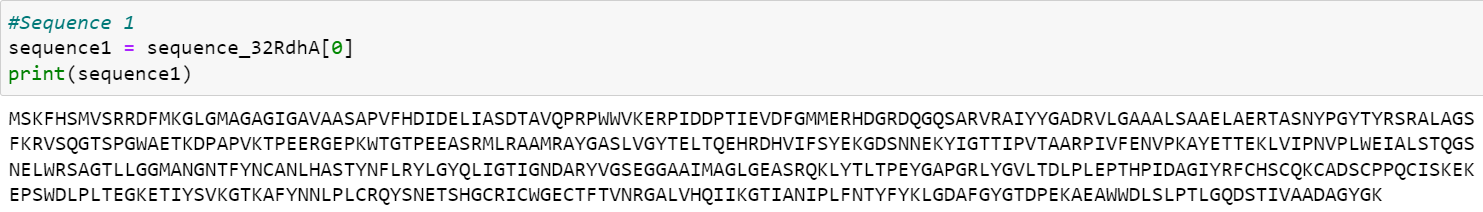 #Sequence 1
sequence1 = sequence_32RdhA[0]
print(sequence1)
MSKFHSMVSRRDFMKGLGMAGAGIGAVAASAPVFHDIDELIASDTAVQPRPWWVKERPIDDPTIEVDFGMMERHDGRDQGQSARVRAIYYGADRVLGAAALSAAELAERTASNYPGYTYRSRALAGS
FKRVSQGTSPGWAETKDPAPVKTPEERGEPKWTGTPEEASRMLRAAMRAYGASLVGYTELTQEHRDHVIFSYEKGDSNNEKYIGTTIPVTAARPIVFENVPKAYETTEKLVIPNVPLWEIALSTQGS
NELWRSAGTLLGGMANGNTFYNCANLHASTYNFLRYLGYQLIGTIGNDARYVGSEGGAAIMAGLGEASRQKLYTLTPEYGAPGRLYGVLTDLPLEPTHPIDAGIYRFCHSCQKCADSCPPQCISKEK
EPSWDLPLTEGKETIYSVKGTKAFYNNLPLCRQYSNETSHGCRICWGECTFTVNRGALVHQIIKGTIANIPLFNTYFYKLGDAFGYGTDPEKAEAWWDLSLPTLGQDSTIVAADAGYGK